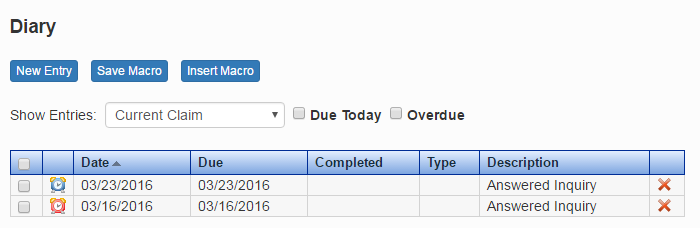 Diary
New Entry Save Macro Insert Macro
Show Entries: Current Claim Due Today Overdue
Date Due Completed Type Description
03/23/2016 03/23/2016 Answered Inquiry
03/16/2016 03/16/2016 Answered Inquiry